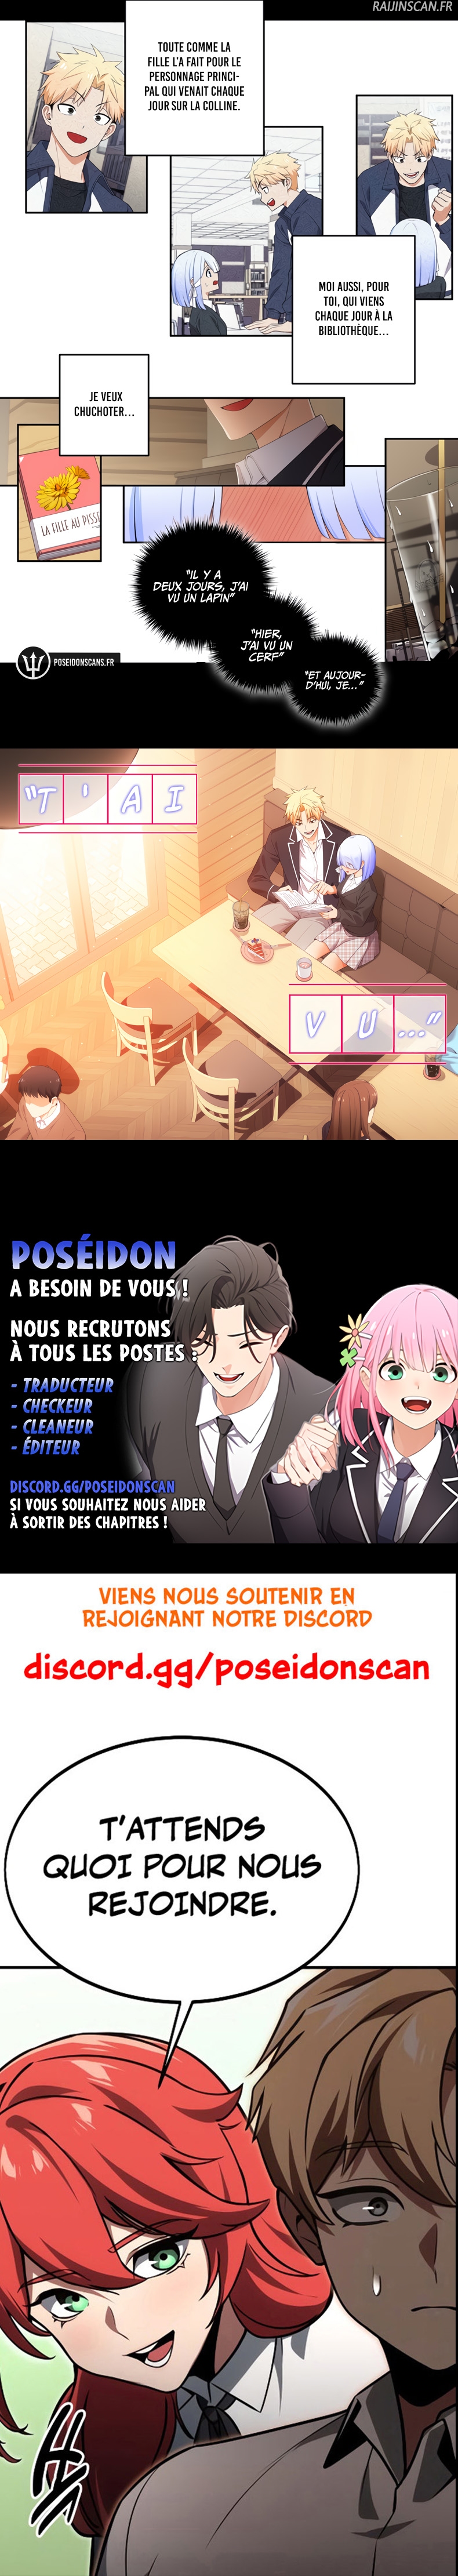 RAIJINSCAN.FR
TOUTE COMME LA
FILLE L'A FAIT POUR LE
PERSONNAGE PRINCI-
PAL QUI VENAIT CHAQUE
JOUR SUR LA COLLINE.
MOI AUSSI, POUR
TOI, QUI VIENS
CHAQUE JOUR À LA
BIBLIOTHÈQUE...
JE VEUX
CHUCHOTER...
LA FILLE AU PISSE
"IL Y A
DEUX JOURS, J'AI
VU UN LAPIN"
"HIER,
J'AI VU UN
CERF"
"ET AUJOUR-
D'HUI, JE..."
POSEIDONSCANS.FR
"T'AI
VU..."
POSÉIDON
A BESOIN DE VOUS !
NOUS RECRUTONS
À TOUS LES POSTES :
- TRADUCTEUR
- CHECKEUR
- CLEANEUR
- ÉDITEUR
DISCORD.GG/POSEIDONSCAN
SI VOUS SOUHAITEZ NOUS AIDER
À SORTIR DES CHAPITRES !
VIENS NOUS SOUTENIR EN
REJOIGNANT NOTRE DISCORD
discord.gg/poseidonscan
T'ATTENDS
QUOI POUR NOUS
REJOINDRE.